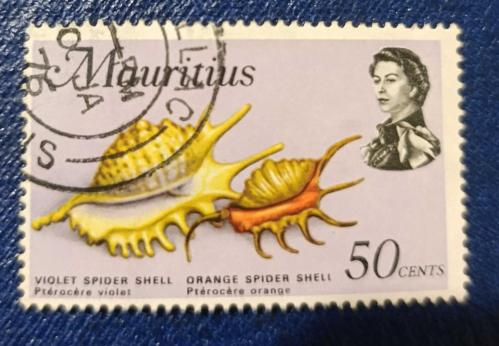 Mauritius
VIOLET SPIDER SHELL
Ptérocère violet
ORANGE SPIDER SHELL
Ptérocère orange
50 CENTS